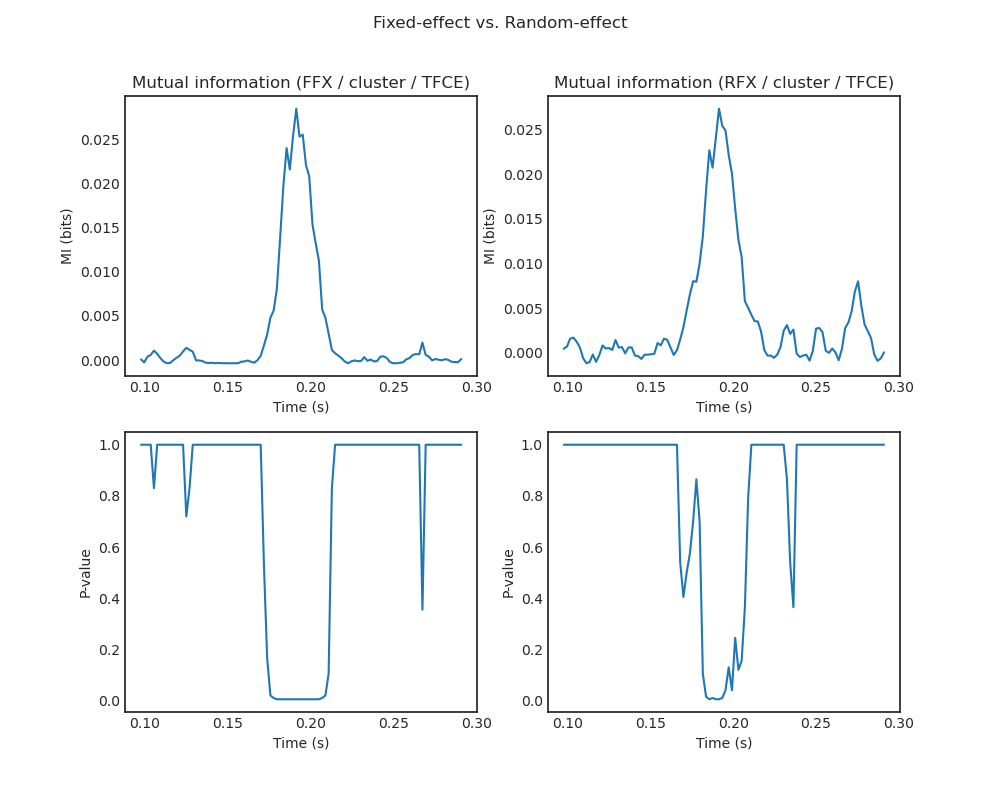 Fixed-effect vs. Random-effect
Mutual information (FFX / cluster / TFCE)
MI (bits)
0.025
0.020
0.015
0.010
0.005
0.000
0.10 0.15 0.20 0.25 0.30
Time (s)
Mutual information (RFX / cluster / TFCE)
MI (bits)
0.025
0.020
0.015
0.010
0.005
0.000
0.10 0.15 0.20 0.25 0.30
Time (s)
P-value
1.0
0.8
0.6
0.4
0.2
0.0
0.10 0.15 0.20 0.25 0.30
Time (s)
P-value
1.0
0.8
0.6
0.4
0.2
0.0
0.10 0.15 0.20 0.25 0.30
Time (s)